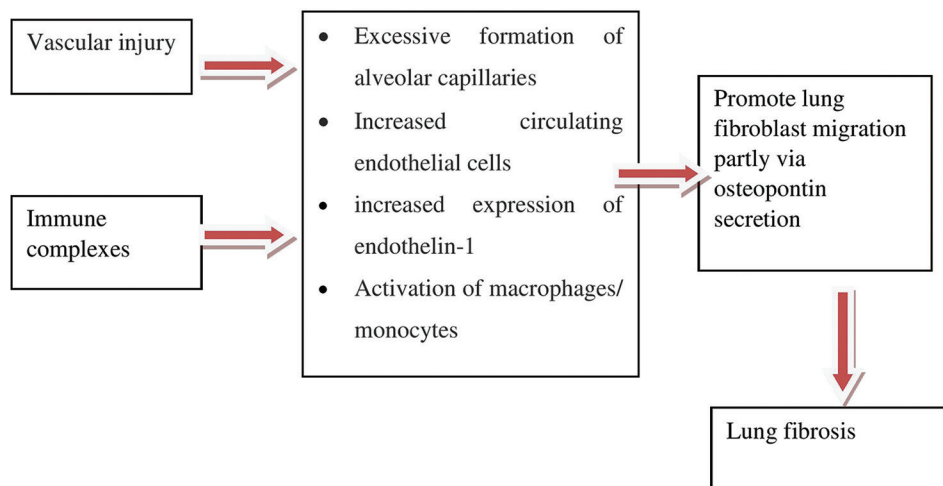 Vascular injury
Immune
complexes
• Excessive formation of
alveolar capillaries
• Increased circulating
endothelial cells
• increased expression of
endothelin-1
• Activation of macrophages/
monocytes
Promote lung
fibroblast migration
partly via
osteopontin
secretion
Lung fibrosis